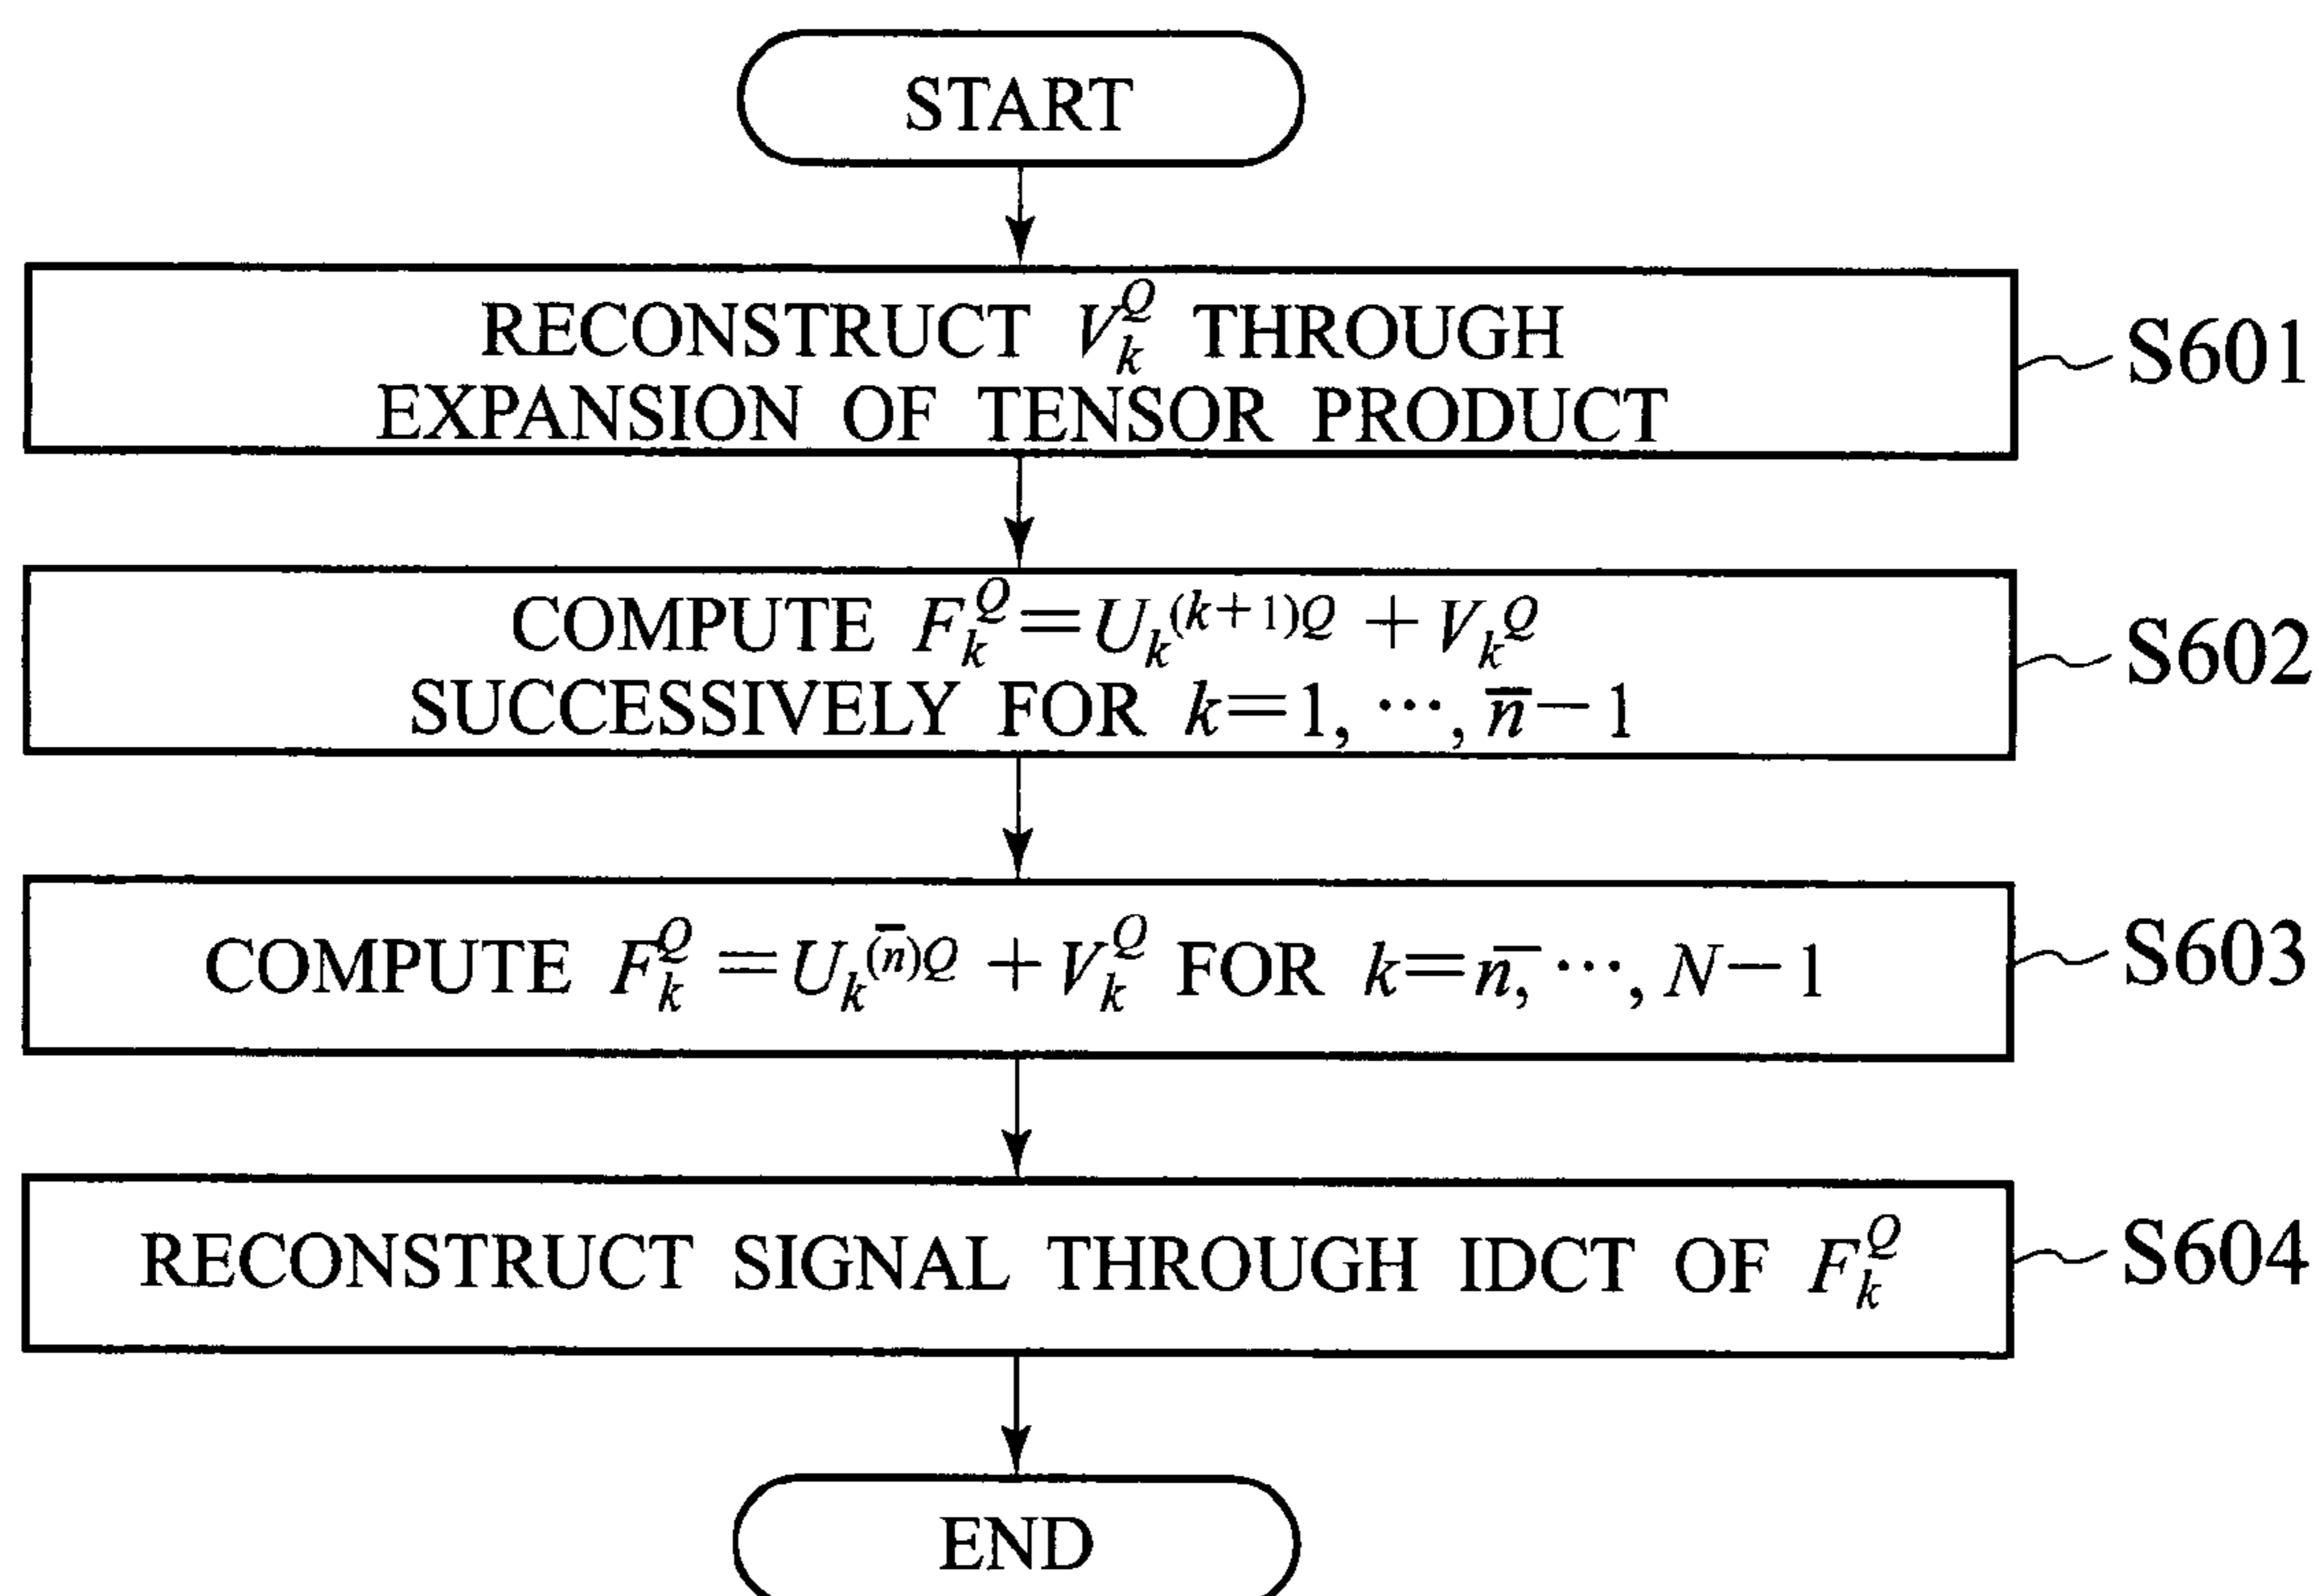 START
RECONSTRUCT V_k^Q THROUGH
EXPANSION OF TENSOR PRODUCT
S601
COMPUTE F_k^Q=U_k^(k+1)Q + V_k^Q
SUCCESSIVELY FOR k=1, ⋯, n̅−1
S602
COMPUTE F_k^Q=U_k^(n̅)Q + V_k^Q FOR k=n̅, ⋯, N−1
S603
RECONSTRUCT SIGNAL THROUGH IDCT OF F_k^Q
S604
END